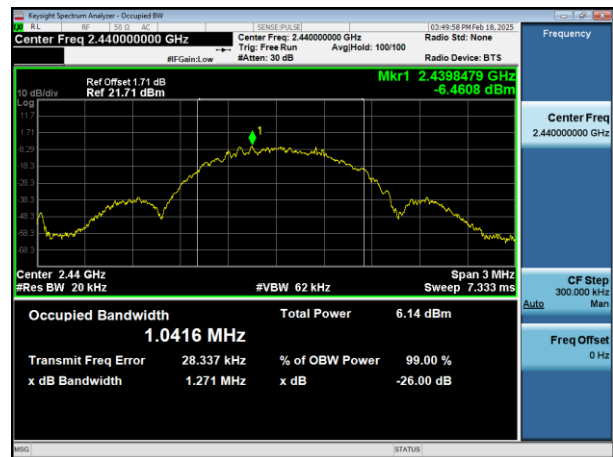 Keysight Spectrum Analyzer - Occupied BW
RL RF 50 Ω AC SENSE:PULSE 03:49:58 PM Feb 18, 2025
Center Freq 2.440000000 GHz Center Freq: 2.440000000 GHz Radio Std: None Frequency
Trig: Free Run Avg|Hold: 100/100
#IFGain:Low #Atten: 30 dB Radio Device: BTS
Ref Offset 1.71 dB Mkr1 2.4398479 GHz
10 dB/div Ref 21.71 dBm -6.4608 dBm
Log
11.7
1.71
1
-8.29
-18.3
-28.3
-38.3
-48.3
-58.3
-68.3
Center Freq
2.440000000 GHz
Center 2.44 GHz Span 3 MHz
#Res BW 20 kHz #VBW 62 kHz Sweep 7.333 ms
CF Step
300.000 kHz
Auto Man
Occupied Bandwidth Total Power 6.14 dBm
1.0416 MHz
Transmit Freq Error 28.337 kHz % of OBW Power 99.00 %
x dB Bandwidth 1.271 MHz x dB -26.00 dB
Freq Offset
0 Hz
MSG STATUS